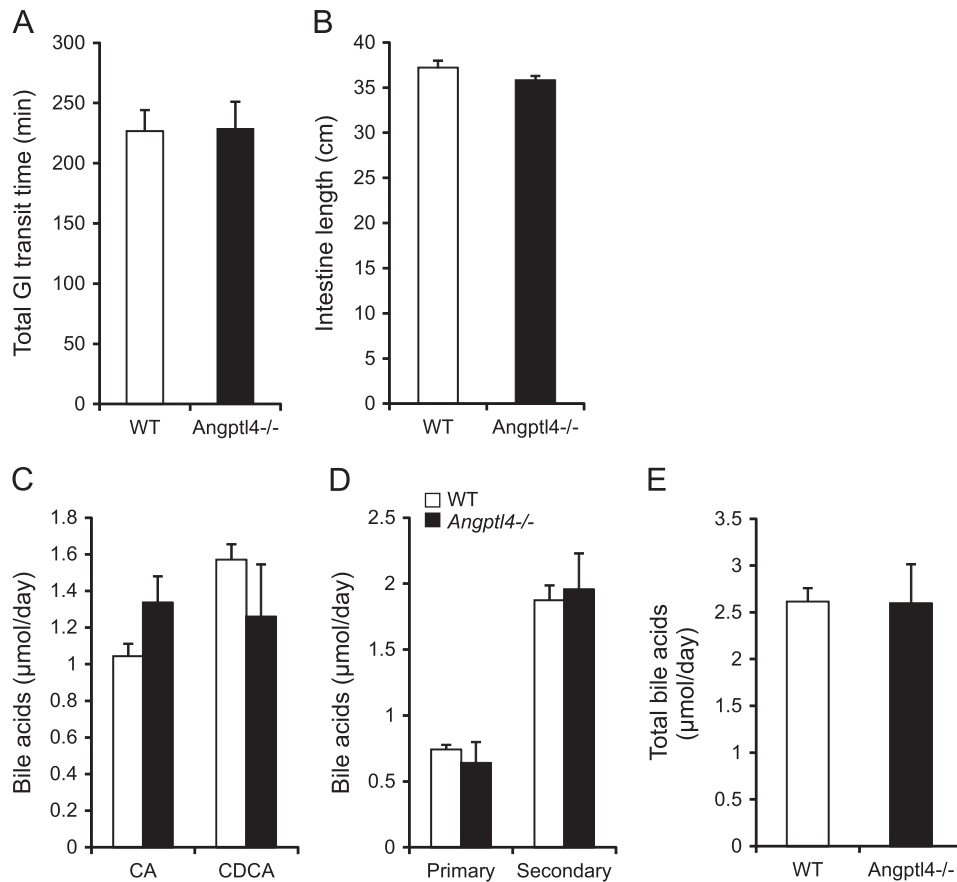 A
Total GI transit time (min)
300
250
200
150
100
50
0
WT
Angptl4-/-
B
Intestine length (cm)
40
35
30
25
20
15
10
5
0
WT
Angptl4-/-
C
Bile acids (µmol/day)
1.8
1.6
1.4
1.2
1
0.8
0.6
0.4
0.2
0
CA
CDCA
D
WT
Angptl4-/-
Bile acids (µmol/day)
2.5
2
1.5
1
0.5
0
Primary
Secondary
E
Total bile acids
(µmol/day)
3.5
3
2.5
2
1.5
1
0.5
0
WT
Angptl4-/-